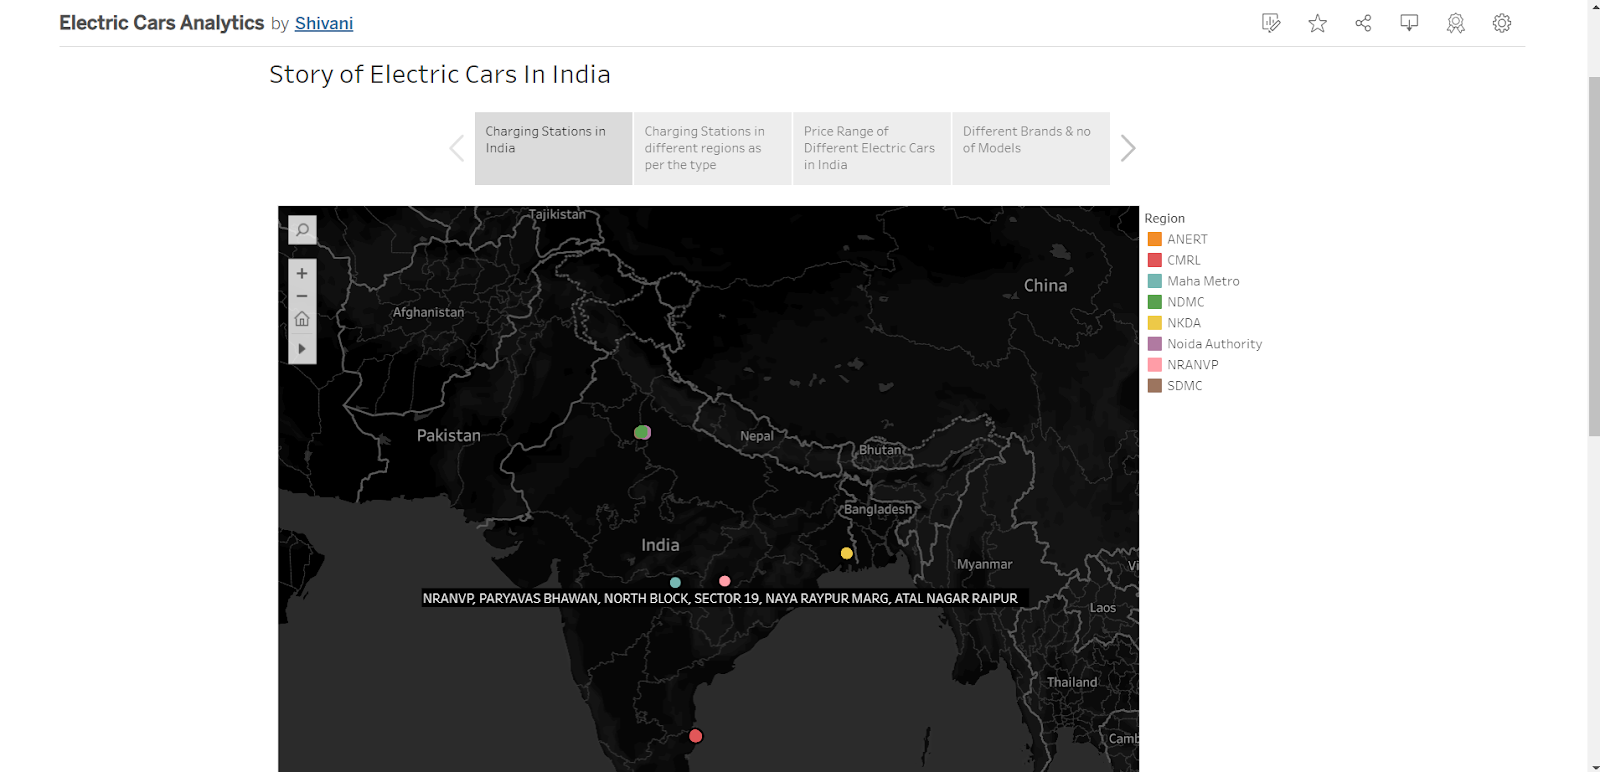 Electric Cars Analytics by Shivani
Story of Electric Cars In India
Charging Stations in
India
Charging Stations in
different regions as
per the type
Price Range of
Different Electric Cars
in India
Different Brands & no
of Models
Region
ANERT
CMRL
Maha Metro
NDMC
NKDA
Noida Authority
NRANVP
SDMC
Tajikistan
China
Afghanistan
Pakistan
Nepal
Bhutan
Bangladesh
India
Myanmar
Vi
NRANVP, PARYAVAS BHAWAN, NORTH BLOCK, SECTOR 19, NAYA RAYPUR MARG, ATAL NAGAR RAIPUR
Laos
Thailand
Camb